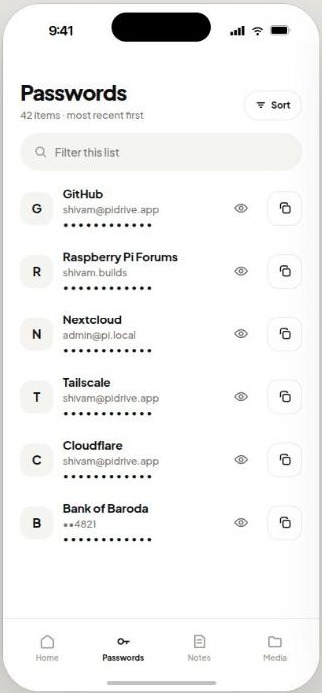 9:41
Passwords
42 items · most recent first
Sort
Filter this list
G
GitHub
shivam@pidrive.app
••••••••••••
R
Raspberry Pi Forums
shivam.builds
••••••••••••
N
Nextcloud
admin@pi.local
••••••••••••
T
Tailscale
shivam@pidrive.app
••••••••••••
C
Cloudflare
shivam@pidrive.app
••••••••••••
B
Bank of Baroda
••4821
••••••••••••
Home
Passwords
Notes
Media